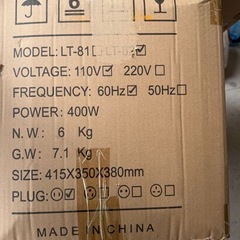 MODEL: LT-81☐ LT-☑
VOLTAGE: 110V☑ 220V☐
FREQUENCY: 60Hz☑ 50Hz☐
POWER: 400W
N.W: 6 Kg
G.W: 7.1 Kg
SIZE: 415X350X380mm
PLUG:
MADE IN CHINA